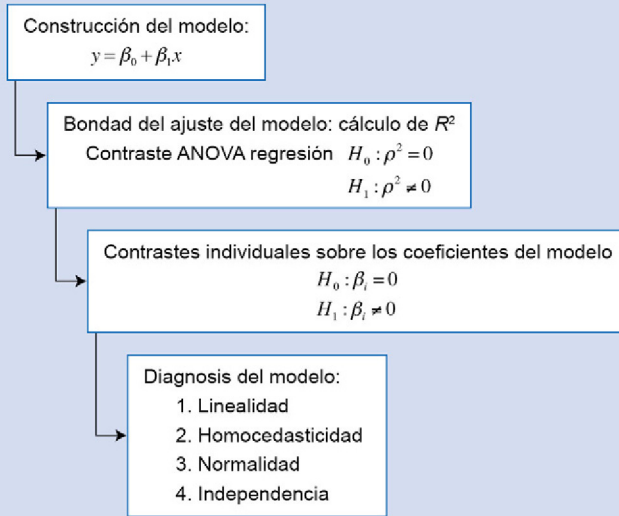 Construcción del modelo:
y = β₀ + β₁x
Bondad del ajuste del modelo: cálculo de R²
Contraste ANOVA regresión H₀ : ρ² = 0
H₁ : ρ² ≠ 0
Contrastes individuales sobre los coeficientes del modelo
H₀ : βᵢ = 0
H₁ : βᵢ ≠ 0
Diagnosis del modelo:
1. Linealidad
2. Homocedasticidad
3. Normalidad
4. Independencia